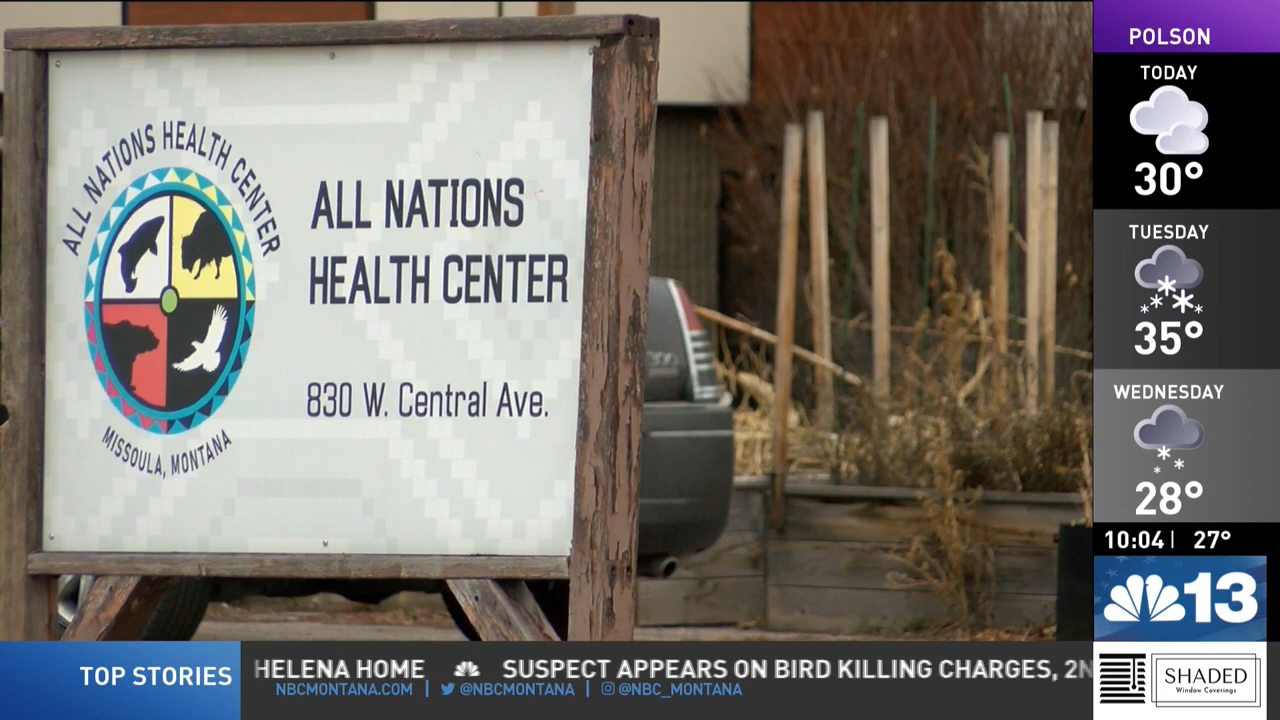 ALL NATIONS HEALTH CENTER
MISSOULA, MONTANA
ALL NATIONS
HEALTH CENTER
830 W. Central Ave.
POLSON
TODAY
30°
TUESDAY
35°
WEDNESDAY
28°
10:04 27°
13
TOP STORIES
HELENA HOME SUSPECT APPEARS ON BIRD KILLING CHARGES, 2N
NBCMONTANA.COM | @NBCMONTANA | @NBC_MONTANA
SHADED
Window Coverings